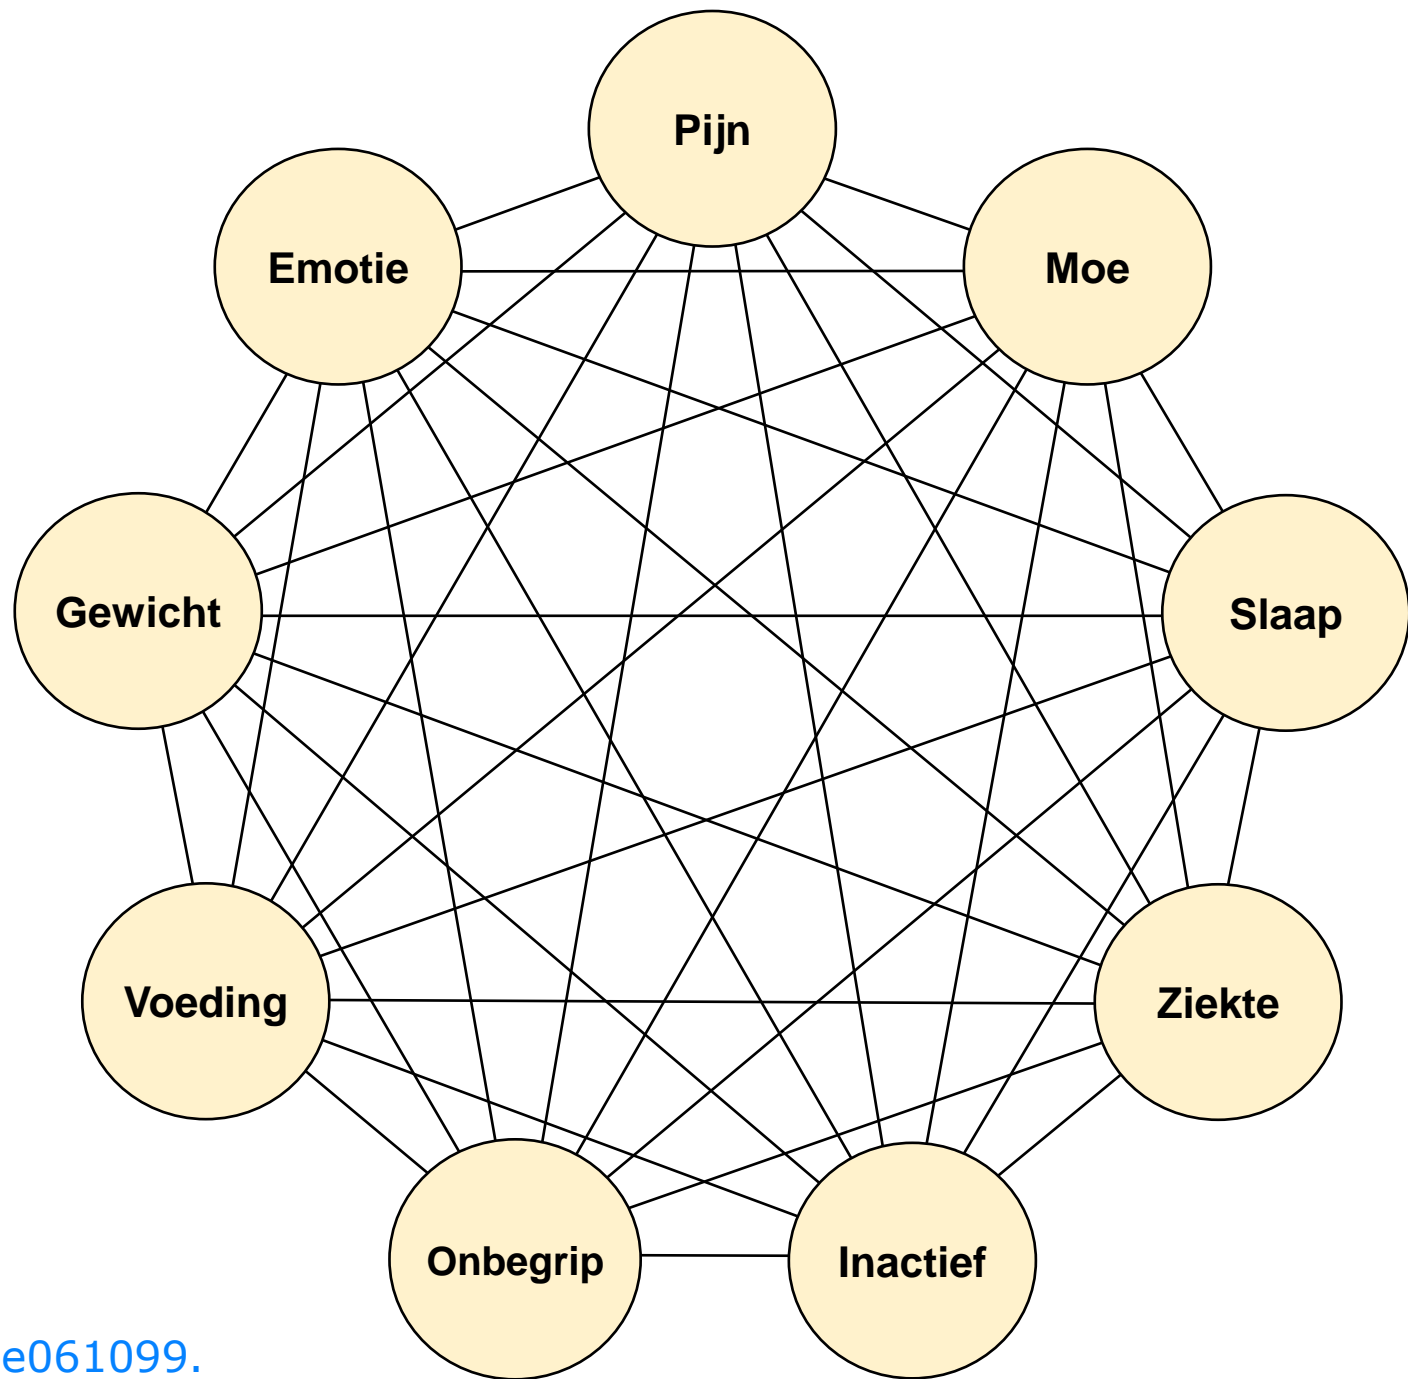 Pijn
Emotie
Moe
Gewicht
Slaap
Voeding
Ziekte
Onbegrip
Inactief
e061099.